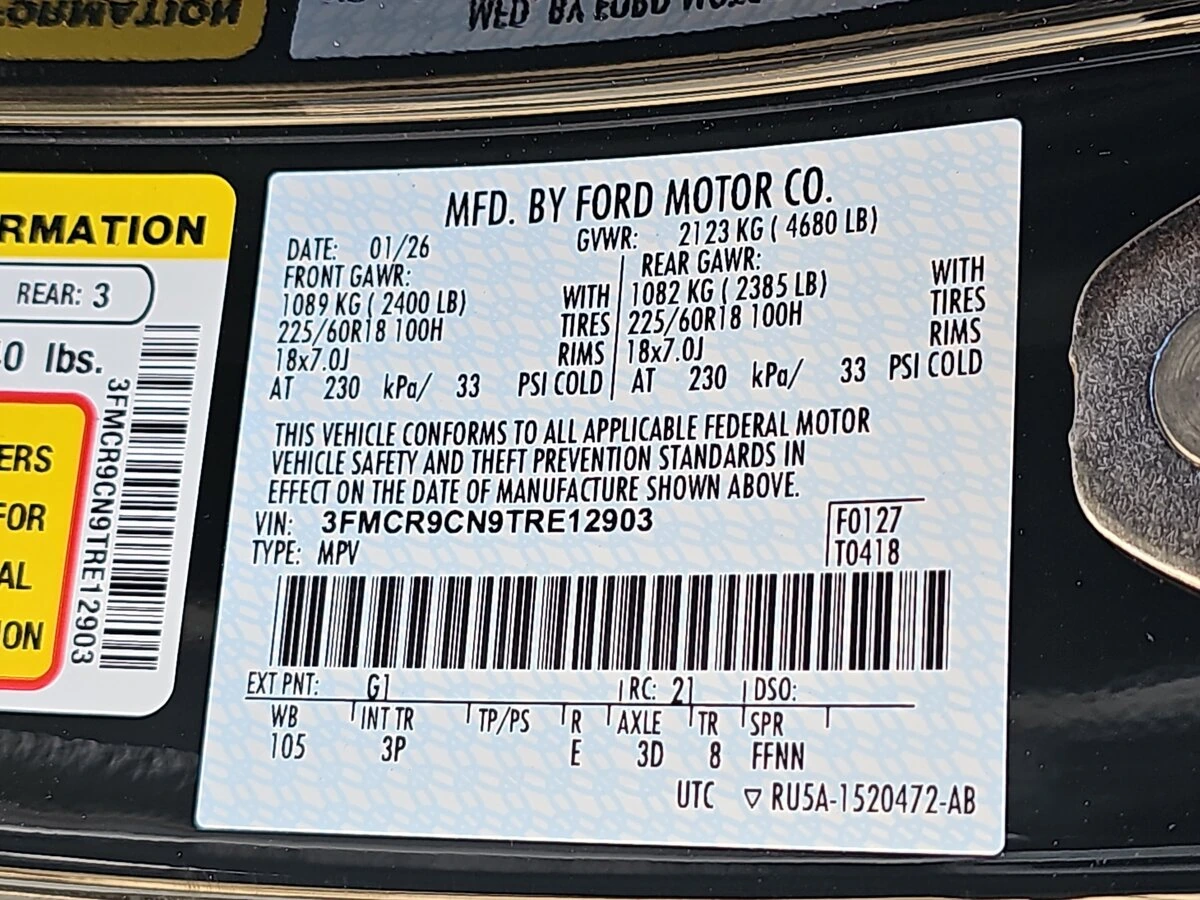 WED BY FORD
RMATION
REAR: 3
0 lbs.
3FMCR9CN9TRE12903
ERS
FOR
AL
ION
MFD. BY FORD MOTOR CO.
DATE: 01/26 GVWR: 2123 KG ( 4680 LB)
FRONT GAWR: REAR GAWR:
1089 KG ( 2400 LB) WITH 1082 KG ( 2385 LB) WITH
225/60R18 100H TIRES 225/60R18 100H TIRES
18x7.0J RIMS 18x7.0J RIMS
AT 230 kPa/ 33 PSI COLD AT 230 kPa/ 33 PSI COLD
THIS VEHICLE CONFORMS TO ALL APPLICABLE FEDERAL MOTOR
VEHICLE SAFETY AND THEFT PREVENTION STANDARDS IN
EFFECT ON THE DATE OF MANUFACTURE SHOWN ABOVE.
VIN: 3FMCR9CN9TRE12903 F0127
TYPE: MPV T0418
EXT PNT: G1 RC: 21 DSO:
WB INT TR TP/PS R AXLE TR SPR
105 3P E 3D 8 FFNN
UTC ▽ RU5A-1520472-AB